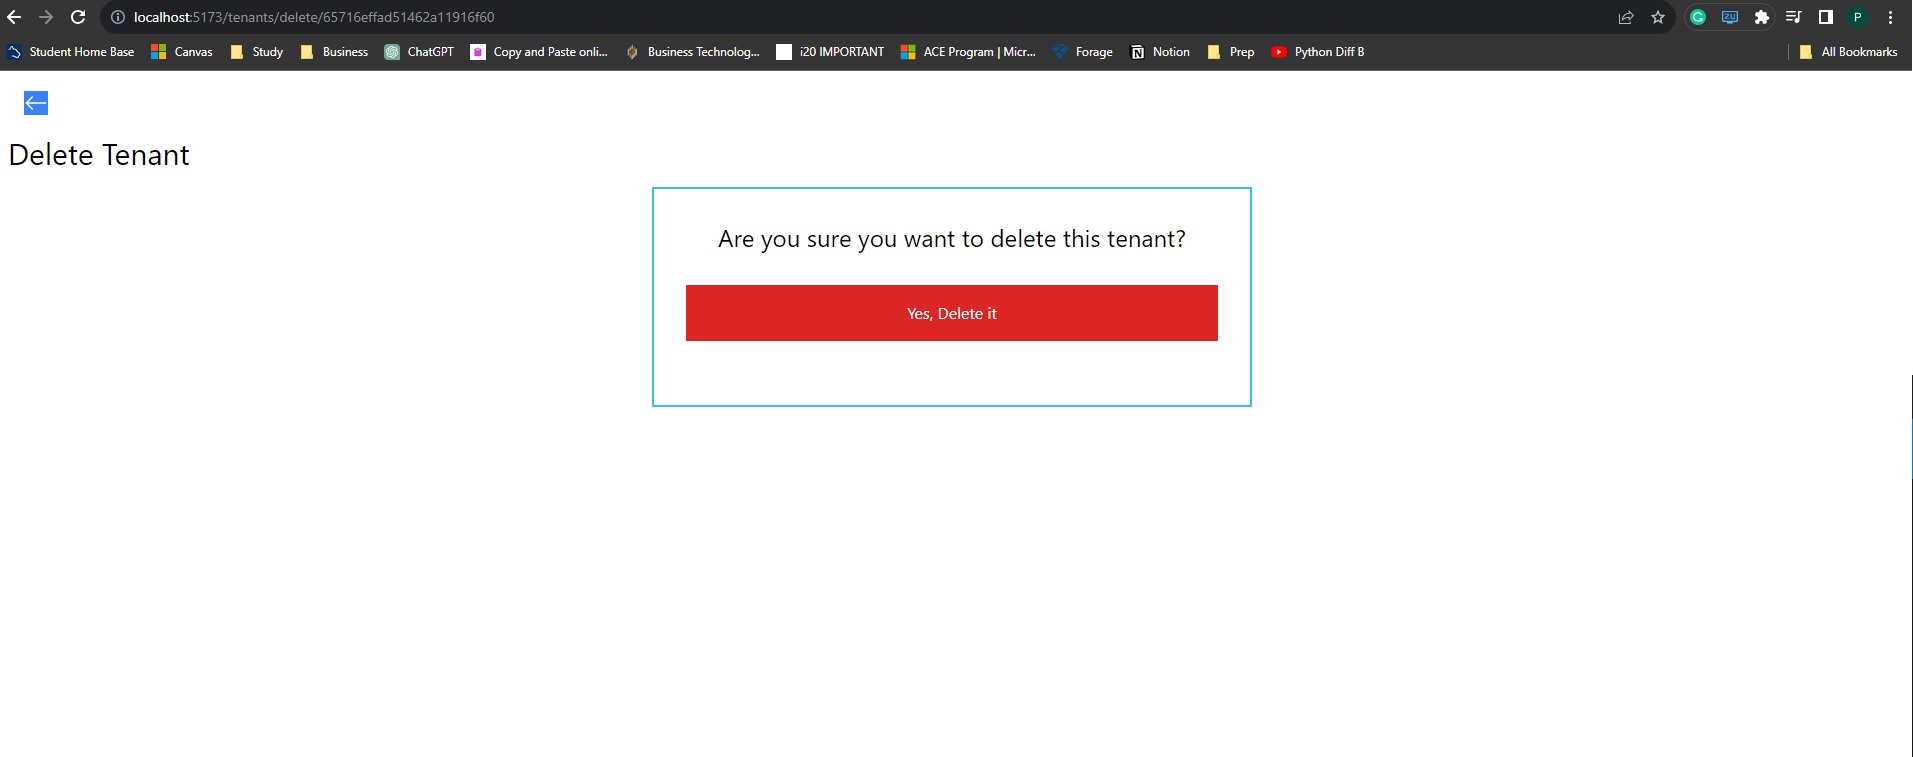 localhost:5173/tenants/delete/65716effad51462a11916f60
G ZU P
Student Home Base Canvas Study Business ChatGPT Copy and Paste onli... Business Technolog... i20 IMPORTANT ACE Program | Micr... Forage Notion Prep Python Diff B All Bookmarks
Delete Tenant
Are you sure you want to delete this tenant?
Yes, Delete it